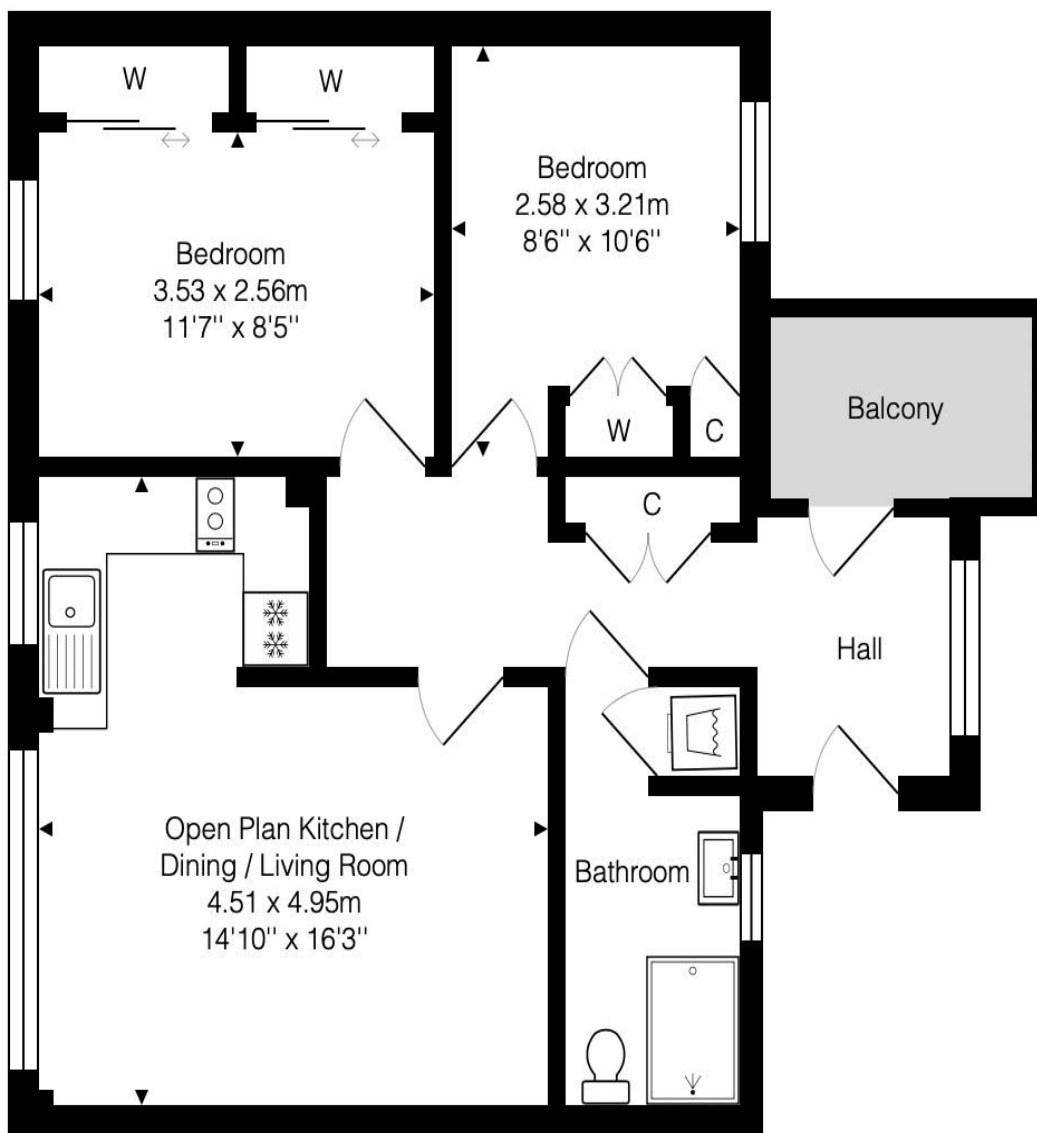 W
W
Bedroom
2.58 x 3.21m
8'6'' x 10'6''
Bedroom
3.53 x 2.56m
11'7'' x 8'5''
W
C
Balcony
C
Hall
Open Plan Kitchen /
Dining / Living Room
4.51 x 4.95m
14'10'' x 16'3''
Bathroom